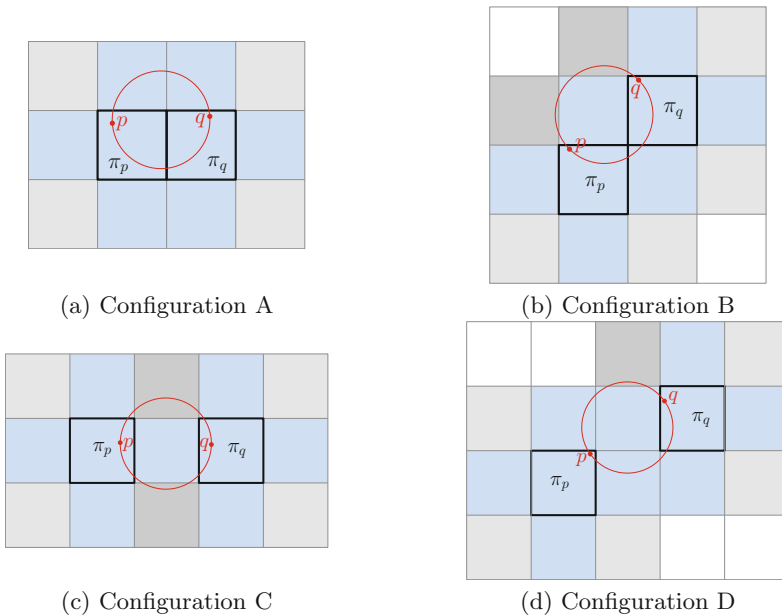 p q
π_p π_q
(a) Configuration A
q
π_q
p
π_p
(b) Configuration B
π_p p q π_q
(c) Configuration C
q
π_q
p
π_p
(d) Configuration D